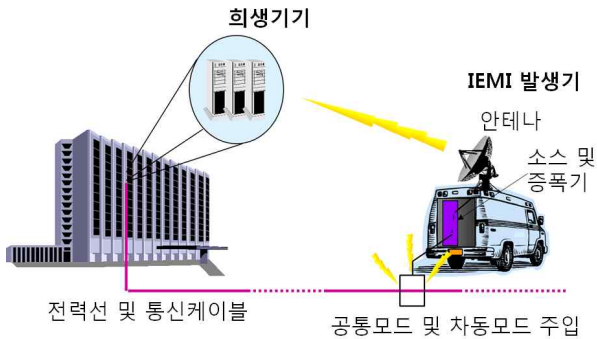 희생기기
IEMI 발생기
안테나
소스 및
증폭기
전력선 및 통신케이블
공통모드 및 차동모드 주입